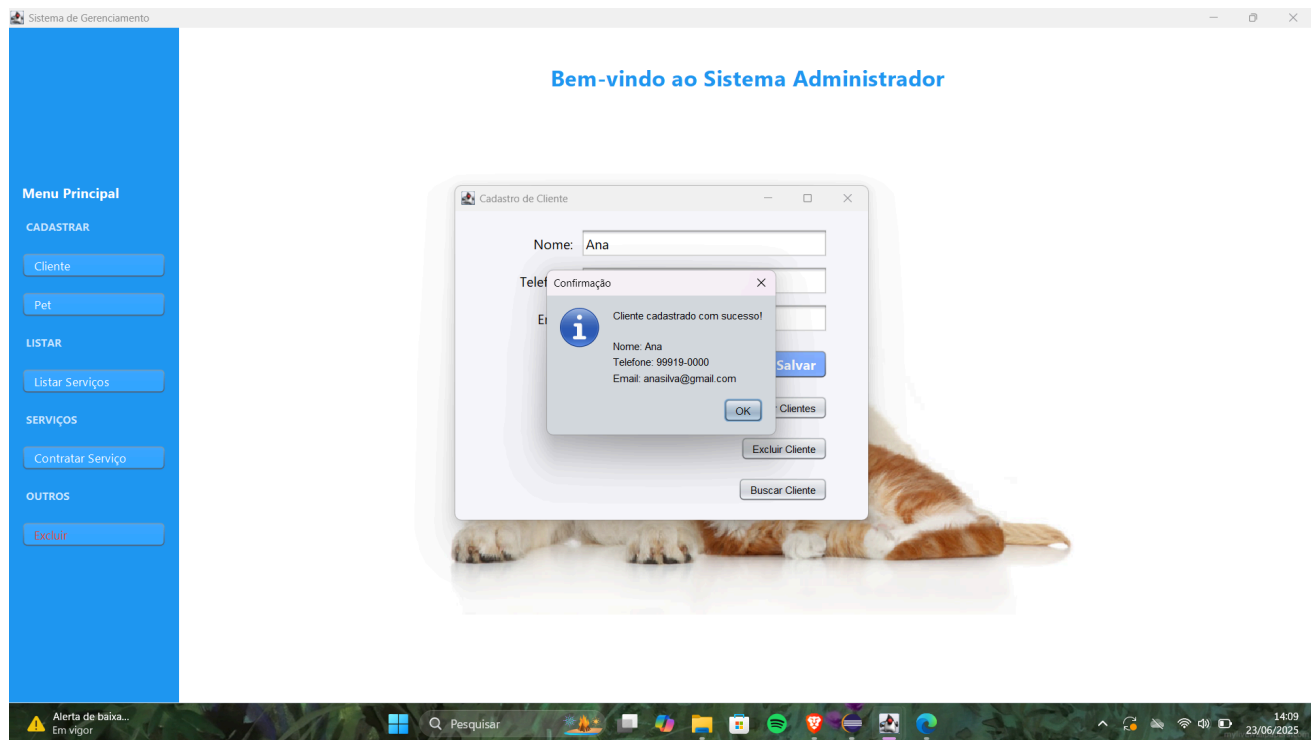 Sistema de Gerenciamento
Bem-vindo ao Sistema Administrador
Menu Principal
CADASTRAR
Cliente
Pet
LISTAR
Listar Serviços
SERVIÇOS
Contratar Serviço
OUTROS
Excluir
Cadastro de Cliente
Nome: Ana
Confirmação
Cliente cadastrado com sucesso!
Nome: Ana
Telefone: 99919-0000
Email: anasilva@gmail.com
OK
Salvar
Clientes
Excluir Cliente
Buscar Cliente
Alerta de baixa...
Em vigor
Pesquisar
14:09
23/06/2025